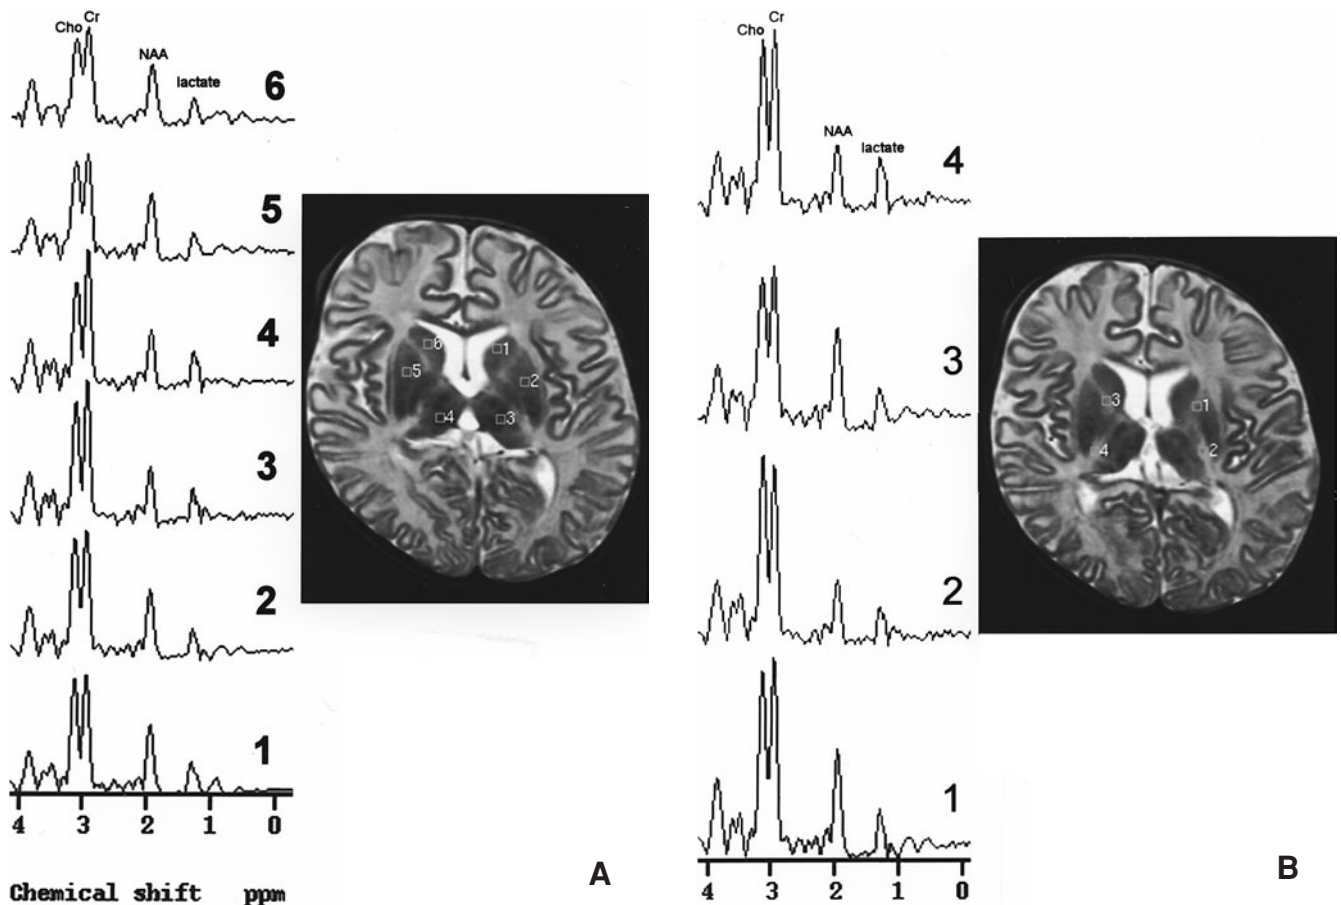 Cho Cr
NAA
lactate
6
5
4
3
2
1
4 3 2 1 0
Chemical shift ppm
6 1
5 2
4 3
A
Cho Cr
NAA
lactate
4
3
2
1
4 3 2 1 0
3 1
4 2
B